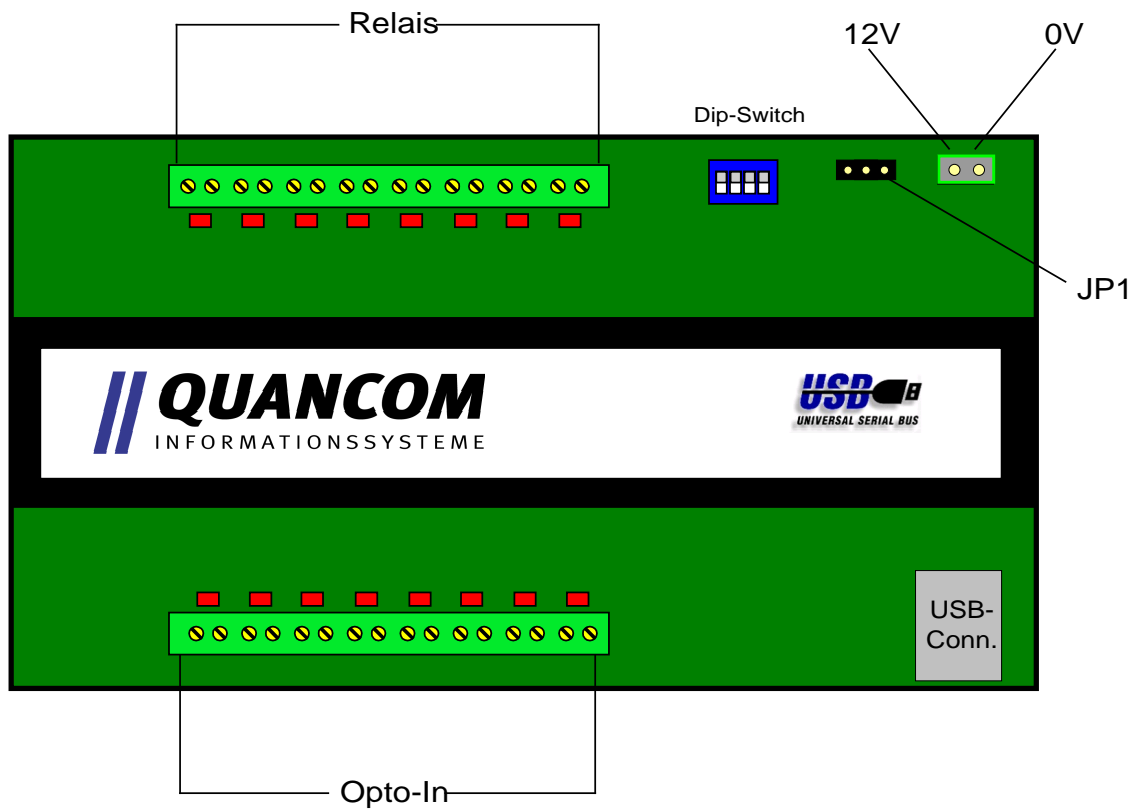 Relais
12V
0V
Dip-Switch
JP1
QUANCOM
INFORMATIONSSYSTEME
USB
UNIVERSAL SERIAL BUS
USB-
Conn.
Opto-In